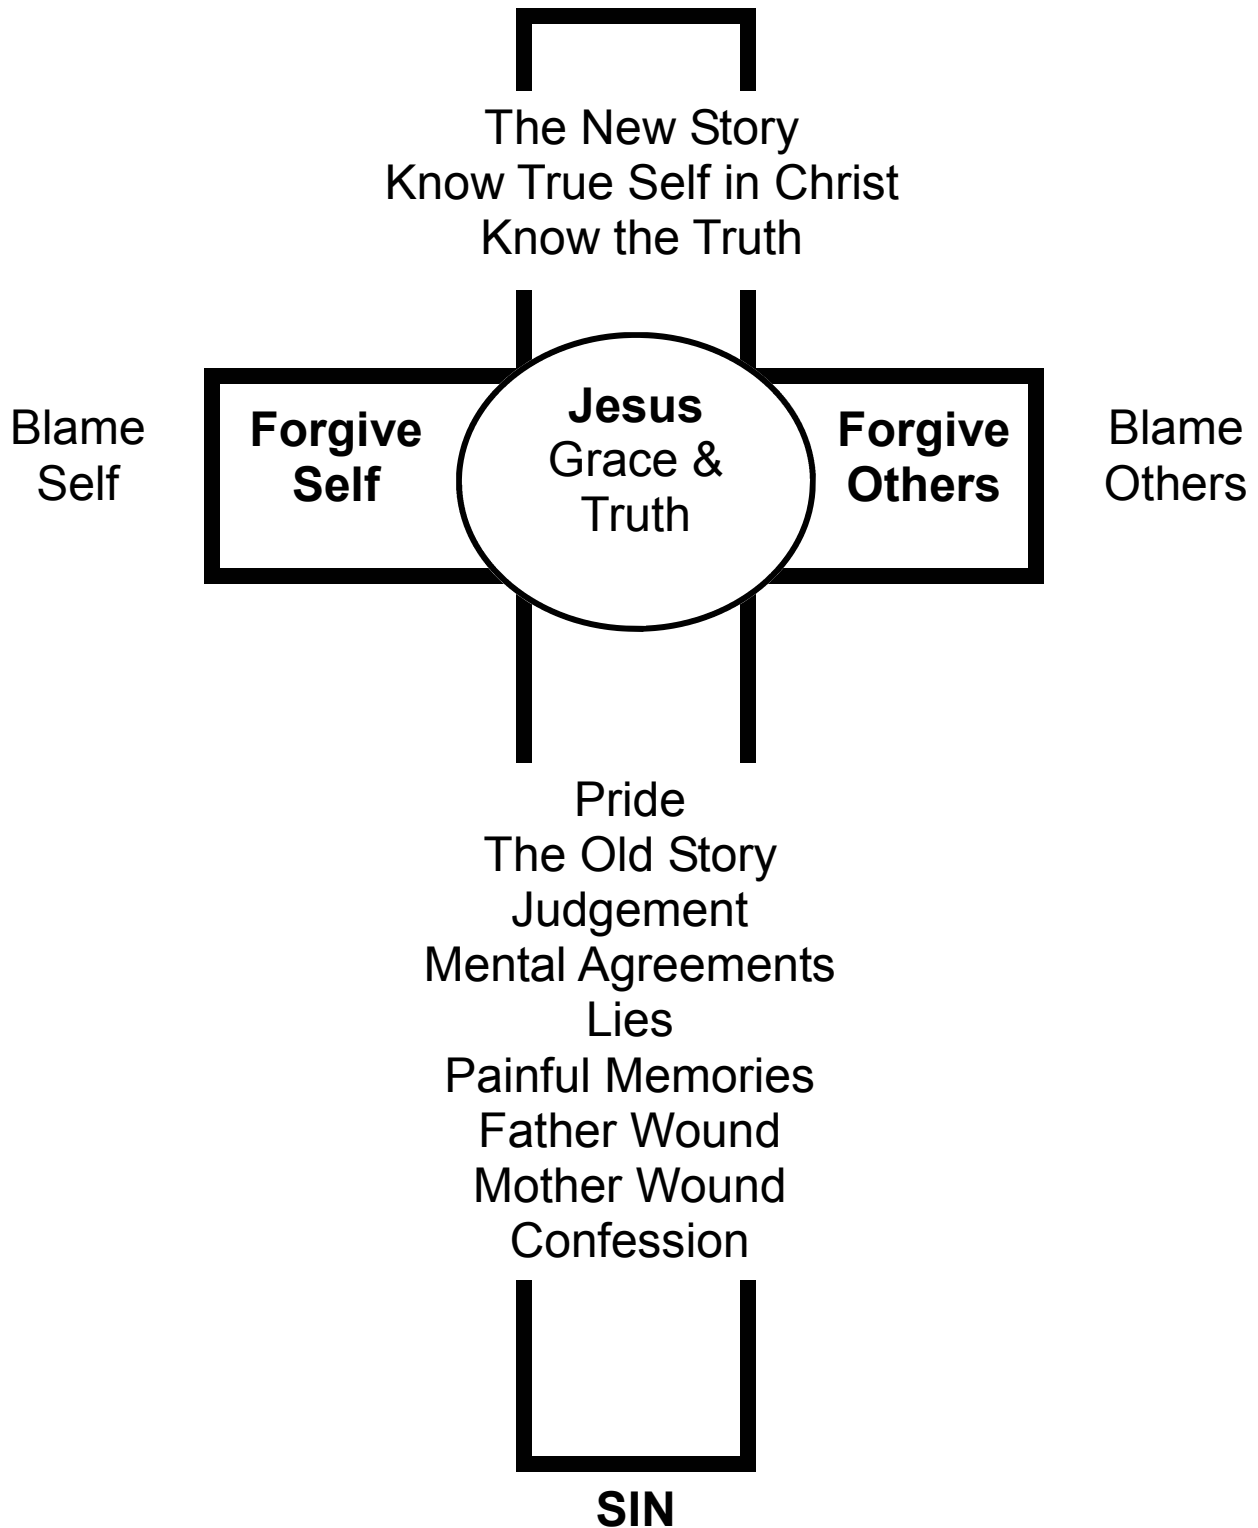 The New Story
Know True Self in Christ
Know the Truth
Blame
Self
Forgive
Self
Jesus
Grace &
Truth
Forgive
Others
Blame
Others
Pride
The Old Story
Judgement
Mental Agreements
Lies
Painful Memories
Father Wound
Mother Wound
Confession
SIN